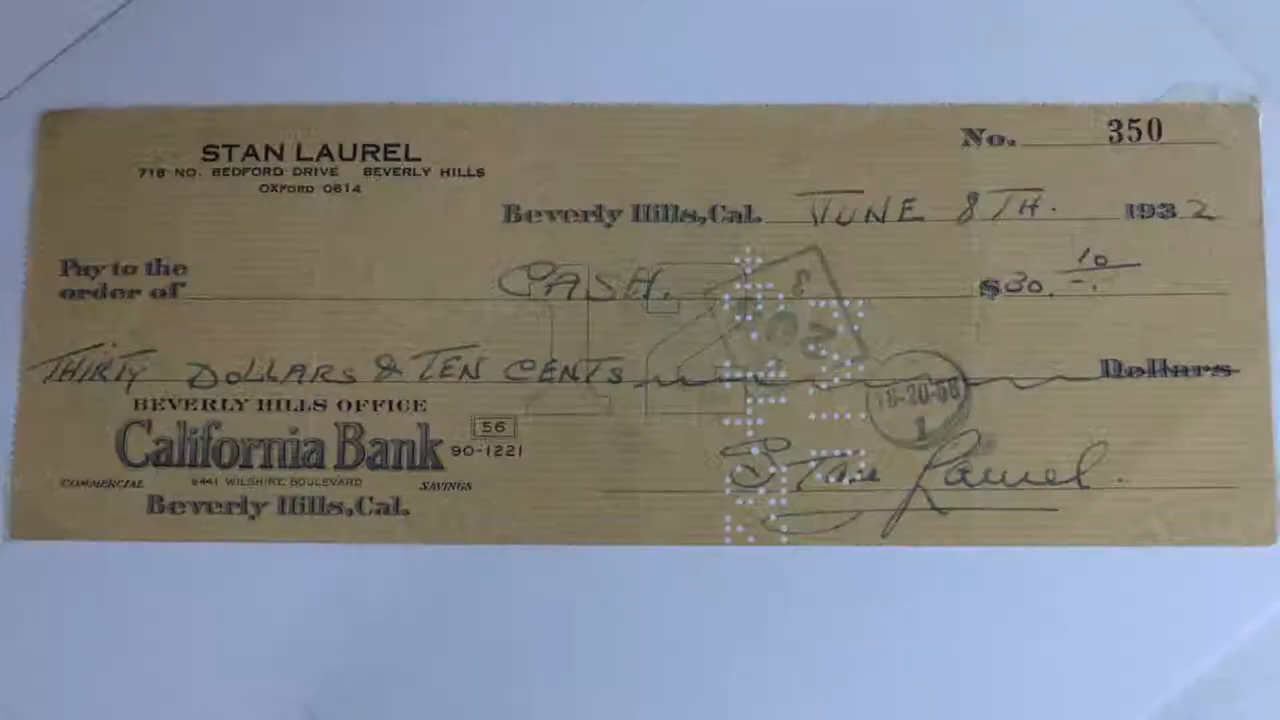 STAN LAUREL
718 NO. BEDFORD DRIVE BEVERLY HILLS
OXFORD 0614
No. 350
Beverly Hills, Cal. JUNE 8TH. 1932
Pay to the
order of CASH. $30. 10/-.
THIRTY DOLLARS & TEN CENTS Dollars
BEVERLY HILLS OFFICE
California Bank
56
90-1221
COMMERCIAL 9441 WILSHIRE BOULEVARD SAVINGS
Beverly Hills, Cal.
1
Stan Laurel.